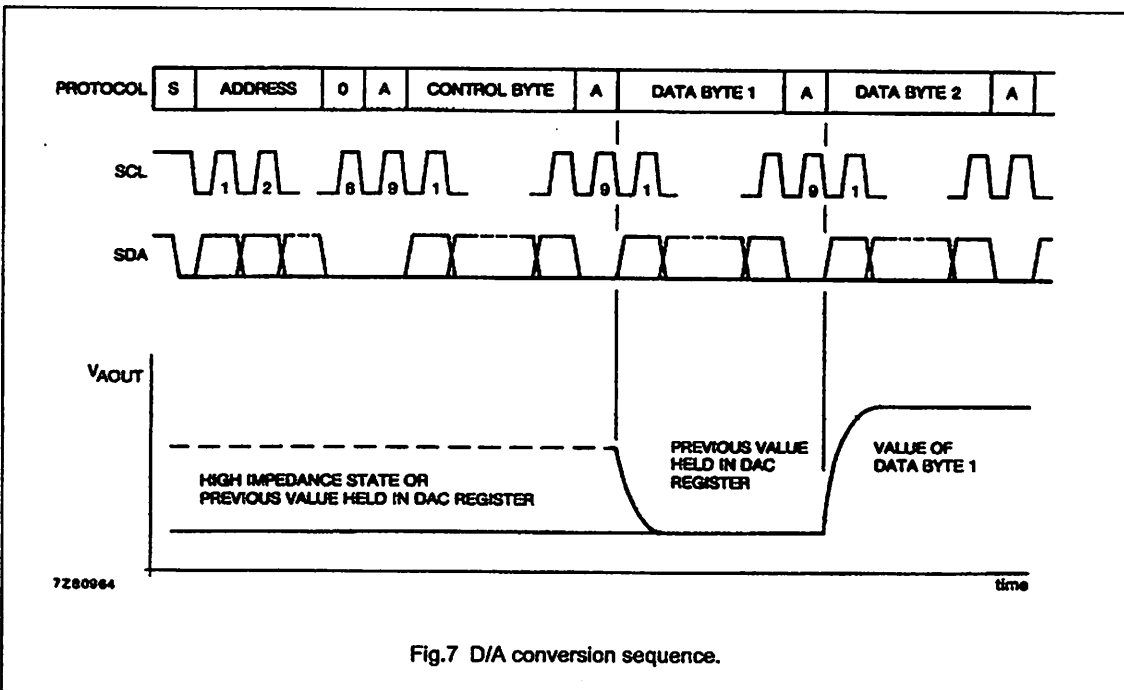 PROTOCOL S ADDRESS 0 A CONTROL BYTE A DATA BYTE 1 A DATA BYTE 2 A
SCL 1 2 8 9 1 9 1 9 1
SDA
VAOUT
HIGH IMPEDANCE STATE OR
PREVIOUS VALUE HELD IN DAC REGISTER
PREVIOUS VALUE
HELD IN DAC
REGISTER
VALUE OF
DATA BYTE 1
7Z80964
time
Fig.7 D/A conversion sequence.